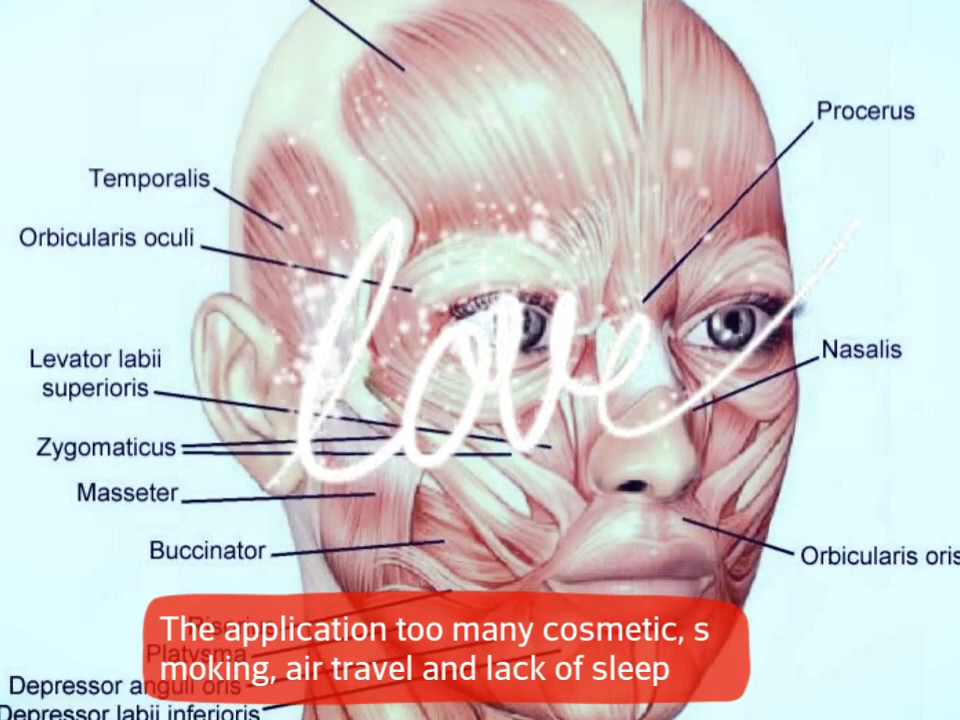 Procerus
Temporalis
Orbicularis oculi
love
Nasalis
Levator labii
superioris
Zygomaticus
Masseter
Buccinator
Orbicularis oris
Risorius
The application too many cosmetic, s
moking, air travel and lack of sleep
Platysma
Depressor anguli oris
Depressor labii inferioris